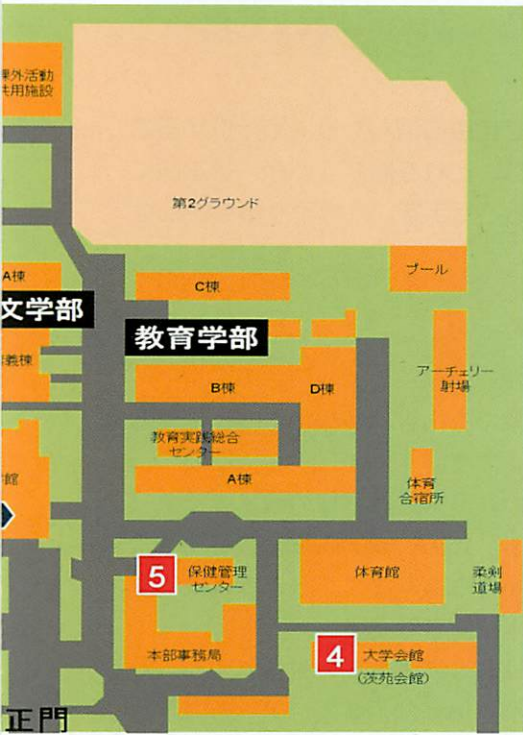 課外活動
共用施設
第2グラウンド
プール
A棟
C棟
文学部
教育学部
義棟
アーチェリー
射場
B棟
D棟
教育実践総合
センター
A棟
館
体育
合宿所
5
保健管理
センター
体育館
柔剣
道場
本部事務局
4
大学会館
(茨苑会館)
正門